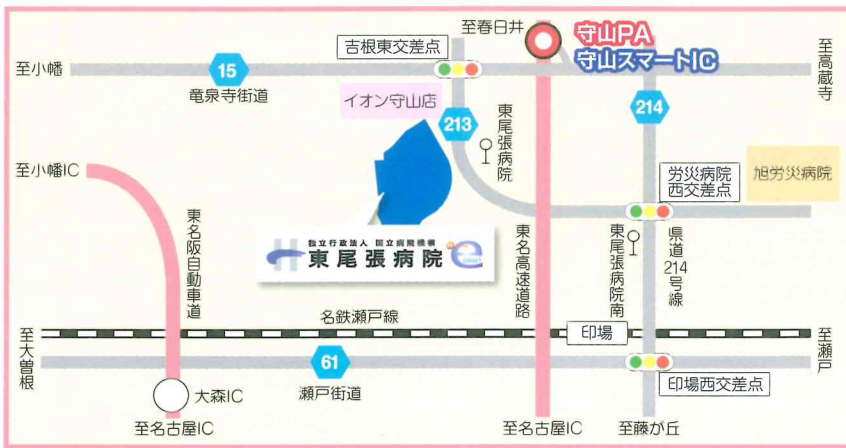 至春日井
守山PA
守山スマートIC
吉根東交差点
至小幡
15
竜泉寺街道
至高蔵寺
イオン守山店
213
東尾張病院
214
至小幡IC
労災病院
西交差点
旭労災病院
東名阪自動車道
独立行政法人 国立病院機構
東尾張病院
東名高速道路
東尾張病院南
県道214号線
名鉄瀬戸線
印場
至大曽根
61
瀬戸街道
至瀬戸
大森IC
印場西交差点
至名古屋IC
至名古屋IC
至藤が丘